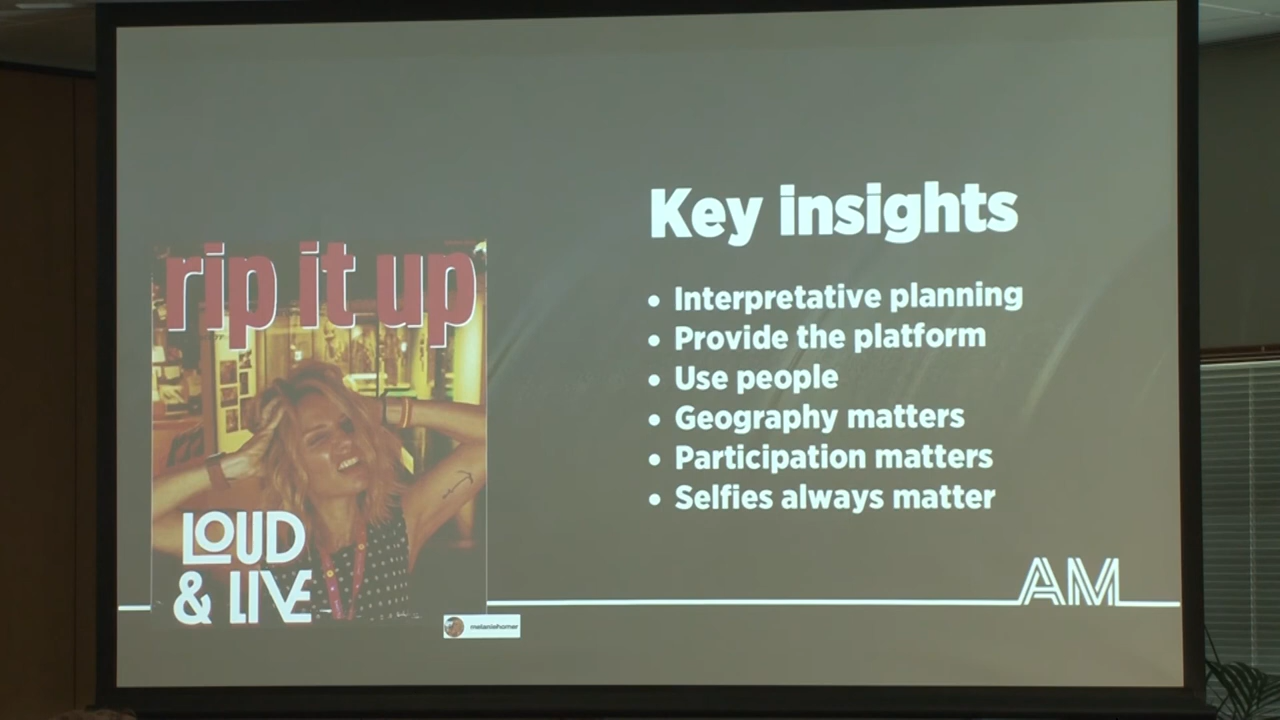 rip it up
LOUD
& LIVE
melaniehomer
Key insights
• Interpretative planning
• Provide the platform
• Use people
• Geography matters
• Participation matters
• Selfies always matter
AM